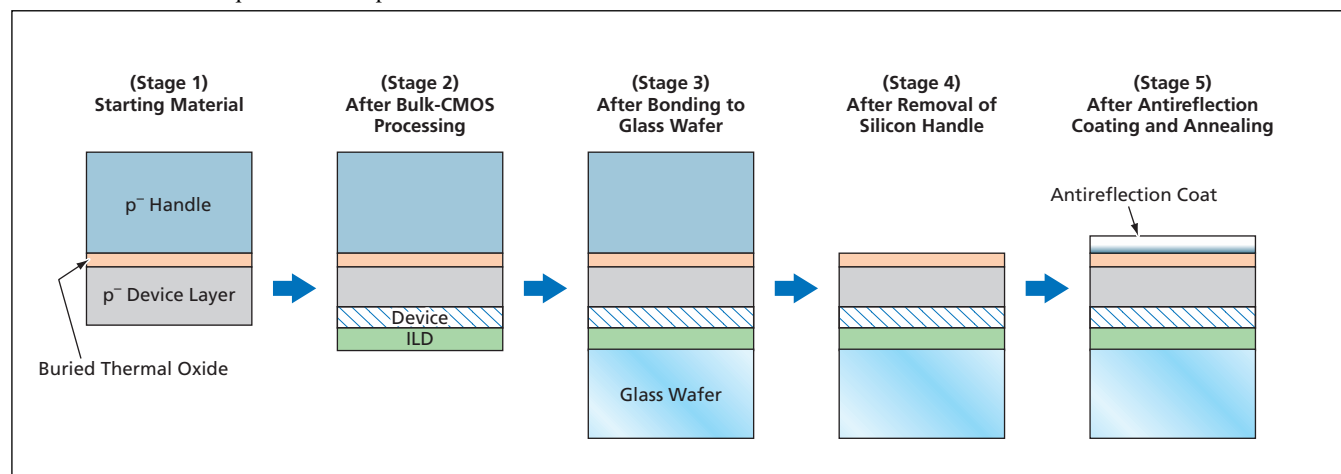 (Stage 1)
Starting Material
(Stage 2)
After Bulk-CMOS
Processing
(Stage 3)
After Bonding to
Glass Wafer
(Stage 4)
After Removal of
Silicon Handle
(Stage 5)
After Antireflection
Coating and Annealing
p⁻ Handle
p⁻ Device Layer
Buried Thermal Oxide
Device
ILD
Glass Wafer
Antireflection Coat